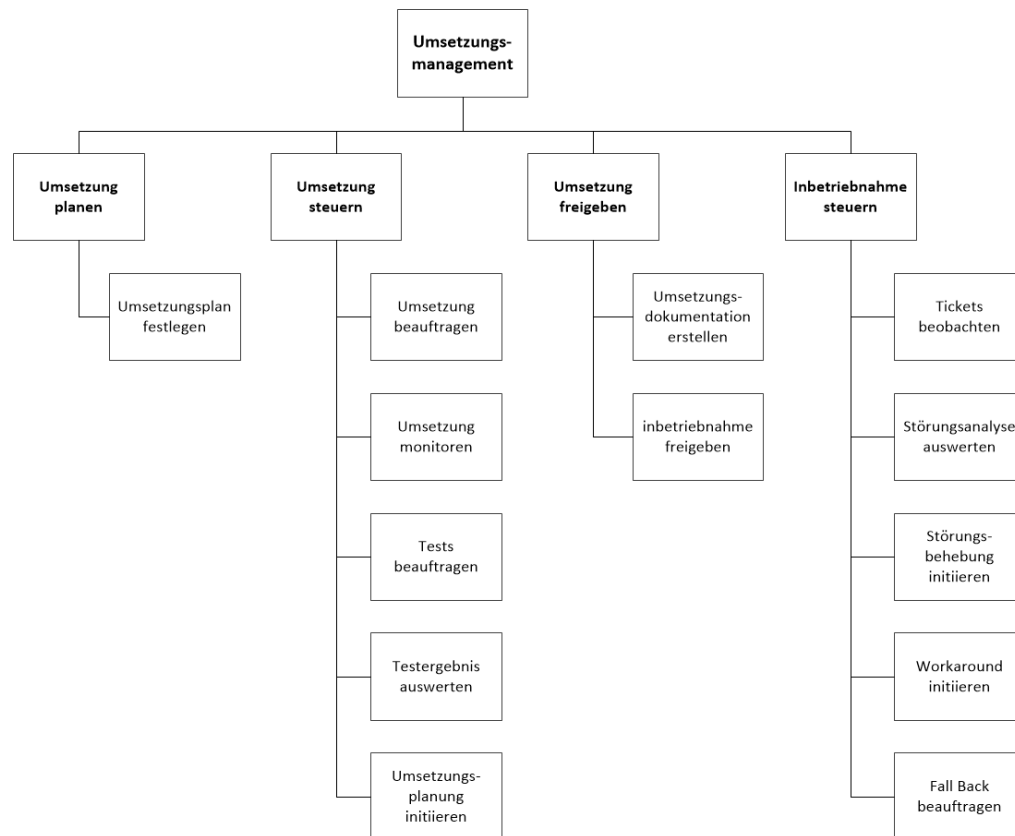 Umsetzungs-
management
Umsetzung
planen
Umsetzungsplan
festlegen
Umsetzung
steuern
Umsetzung
beauftragen
Umsetzung
monitoren
Tests
beauftragen
Testergebnis
auswerten
Umsetzungs-
planung
initiieren
Umsetzung
freigeben
Umsetzungs-
dokumentation
erstellen
inbetriebnahme
freigeben
Inbetriebnahme
steuern
Tickets
beobachten
Störungsanalyse
auswerten
Störungs-
behebung
initiieren
Workaround
initiieren
Fall Back
beauftragen